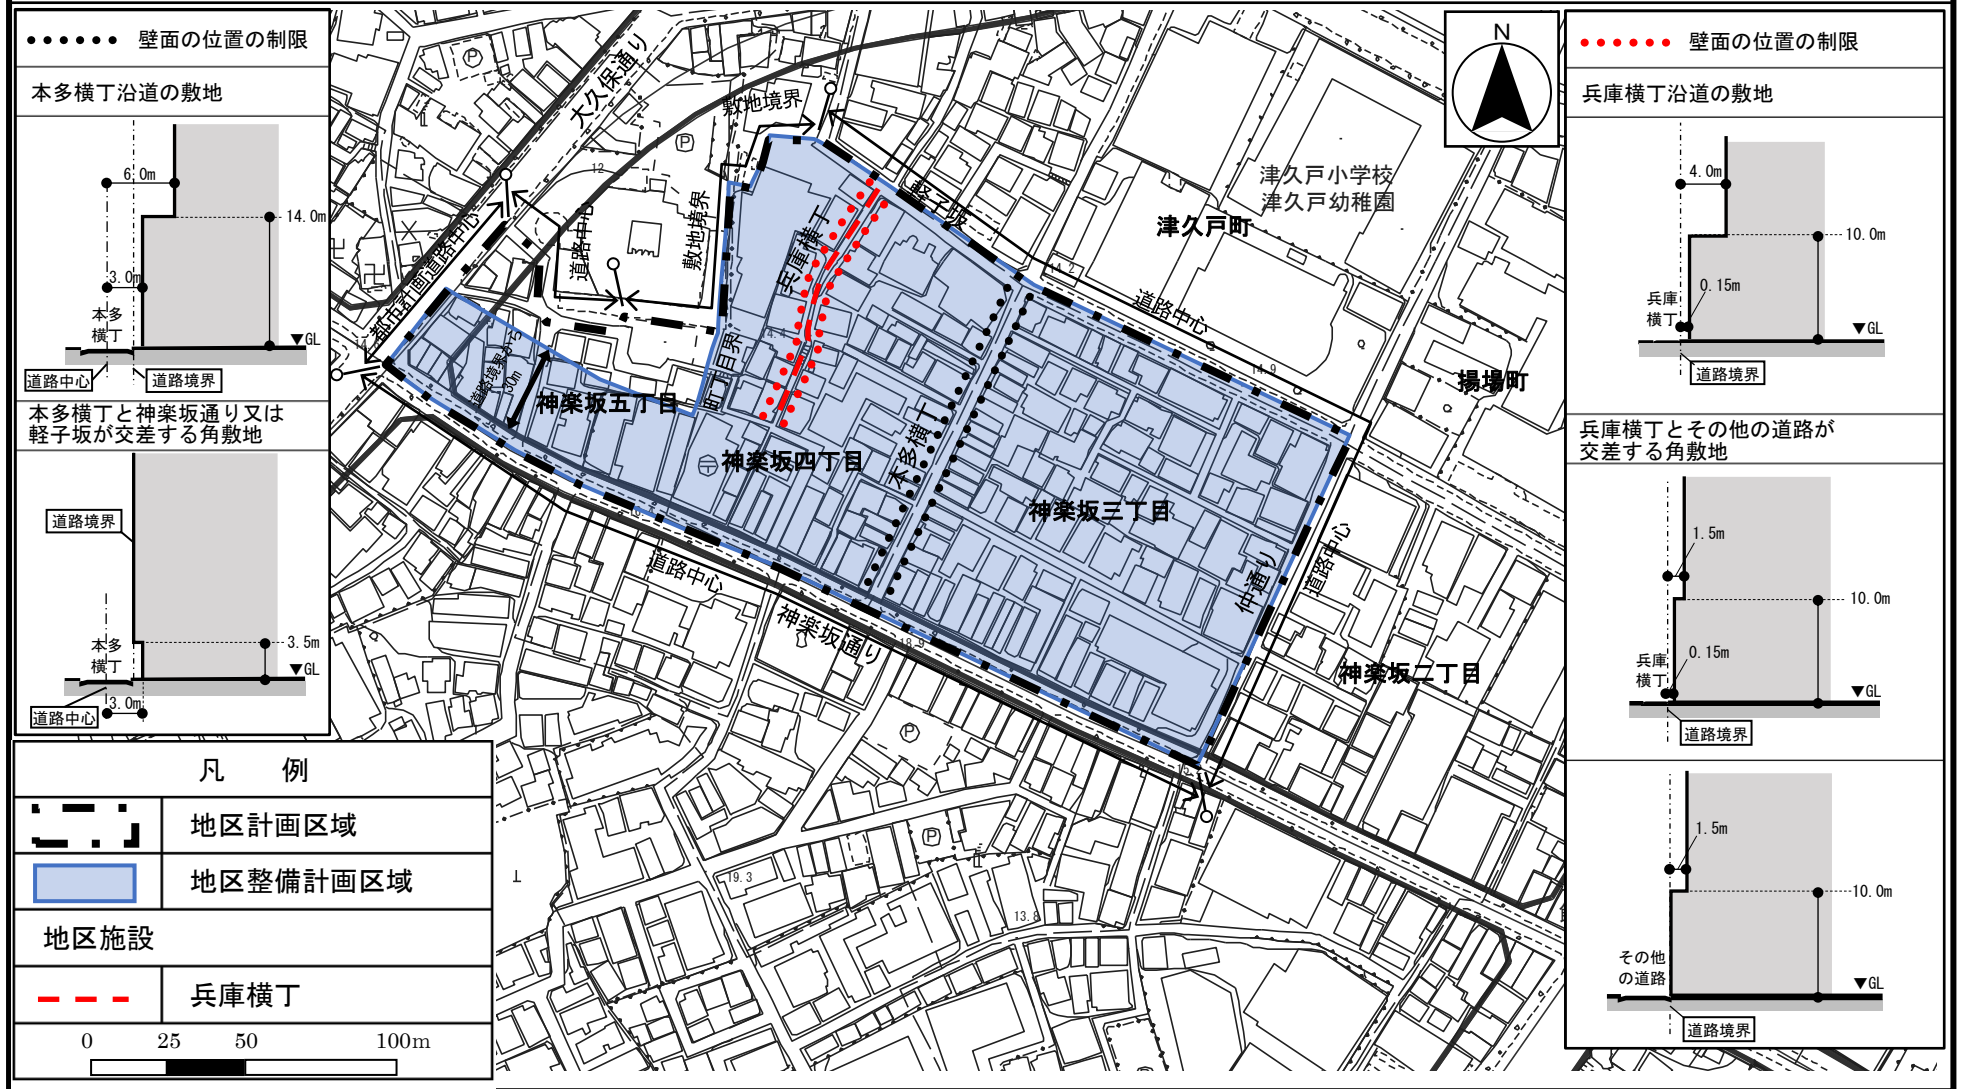 壁面の位置の制限
本多横丁沿道の敷地
6.0m
14.0m
3.0m
本多
横丁
▼GL
道路中心
道路境界
本多横丁と神楽坂通り又は
軽子坂が交差する角敷地
道路境界
3.5m
本多
横丁
▼GL
道路中心
3.0m
凡　例
地区計画区域
地区整備計画区域
地区施設
兵庫横丁
0 25 50 100m
大久保通り
敷地境界
12
都市計画道路中心
道路中心
敷地境界
兵庫横丁
軽子坂
津久戸小学校
津久戸幼稚園
津久戸町
14.2
道路中心
14.9
揚場町
14.4
町丁目界
道路境界から
30m
神楽坂五丁目
神楽坂四丁目
本多横丁
神楽坂三丁目
仲通り
道路中心
道路中心
神楽坂通り
18.9
神楽坂二丁目
19.3
13.8
N
壁面の位置の制限
兵庫横丁沿道の敷地
4.0m
10.0m
0.15m
兵庫
横丁
▼GL
道路境界
兵庫横丁とその他の道路が
交差する角敷地
1.5m
10.0m
0.15m
兵庫
横丁
▼GL
道路境界
1.5m
10.0m
その他
の道路
▼GL
道路境界